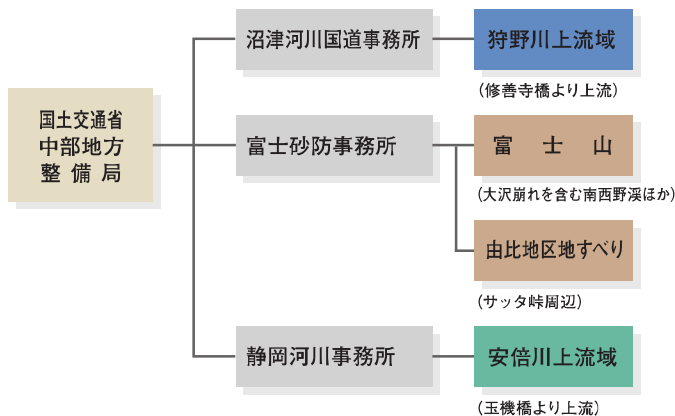 国土交通省
中部地方
整備局
沼津河川国道事務所
狩野川上流域
(修善寺橋より上流)
富士砂防事務所
富士山
(大沢崩れを含む南西野渓ほか)
由比地区地すべり
(サッタ峠周辺)
静岡河川事務所
安倍川上流域
(玉機橋より上流)